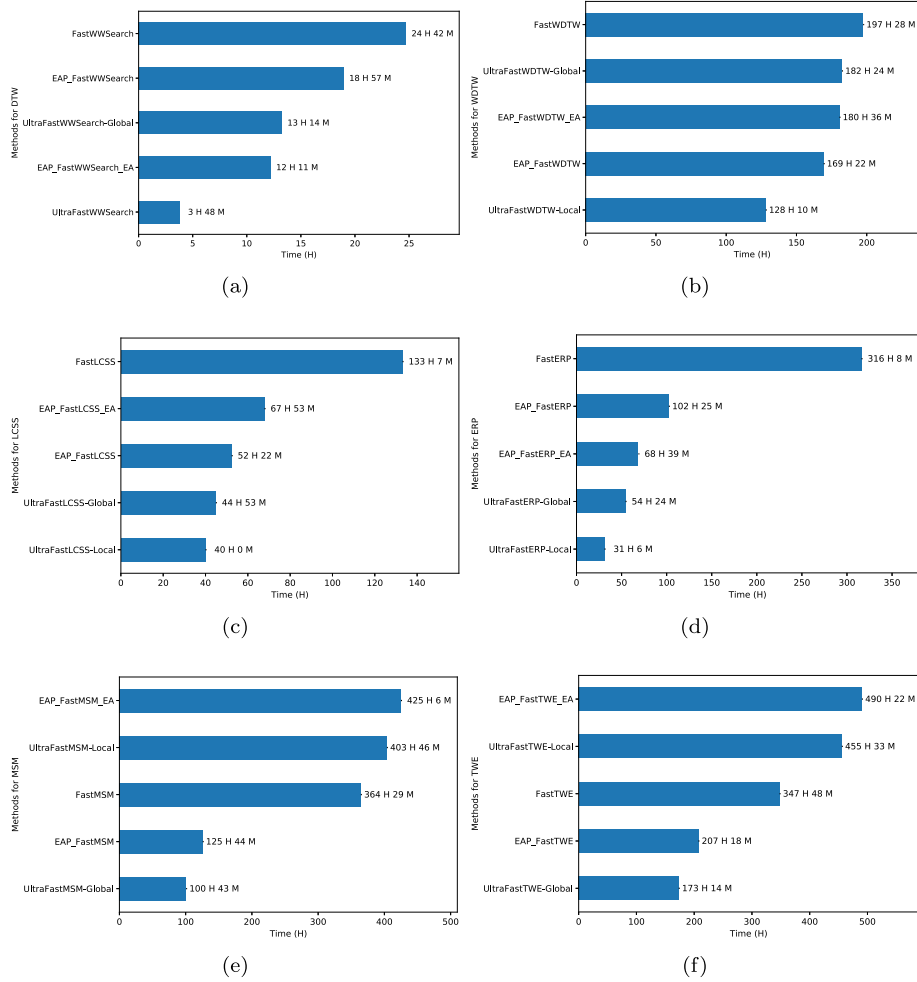 Methods for DTW
FastWWSearch
24 H 42 M
EAP_FastWWSearch
18 H 57 M
UltraFastWWSearch-Global
13 H 14 M
EAP_FastWWSearch_EA
12 H 11 M
UltraFastWWSearch
3 H 48 M
0 5 10 15 20 25
Time (H)
(a)
Methods for WDTW
FastWDTW
197 H 28 M
UltraFastWDTW-Global
182 H 24 M
EAP_FastWDTW_EA
180 H 36 M
EAP_FastWDTW
169 H 22 M
UltraFastWDTW-Local
128 H 10 M
0 50 100 150 200
Time (H)
(b)
Methods for LCSS
FastLCSS
133 H 7 M
EAP_FastLCSS_EA
67 H 53 M
EAP_FastLCSS
52 H 22 M
UltraFastLCSS-Global
44 H 53 M
UltraFastLCSS-Local
40 H 0 M
0 20 40 60 80 100 120 140
Time (H)
(c)
Methods for ERP
FastERP
316 H 8 M
EAP_FastERP
102 H 25 M
EAP_FastERP_EA
68 H 39 M
UltraFastERP-Global
54 H 24 M
UltraFastERP-Local
31 H 6 M
0 50 100 150 200 250 300 350
Time (H)
(d)
Methods for MSM
EAP_FastMSM_EA
425 H 6 M
UltraFastMSM-Local
403 H 46 M
FastMSM
364 H 29 M
EAP_FastMSM
125 H 44 M
UltraFastMSM-Global
100 H 43 M
0 100 200 300 400 500
Time (H)
(e)
Methods for TWE
EAP_FastTWE_EA
490 H 22 M
UltraFastTWE-Local
455 H 33 M
FastTWE
347 H 48 M
EAP_FastTWE
207 H 18 M
UltraFastTWE-Global
173 H 14 M
0 100 200 300 400 500
Time (H)
(f)